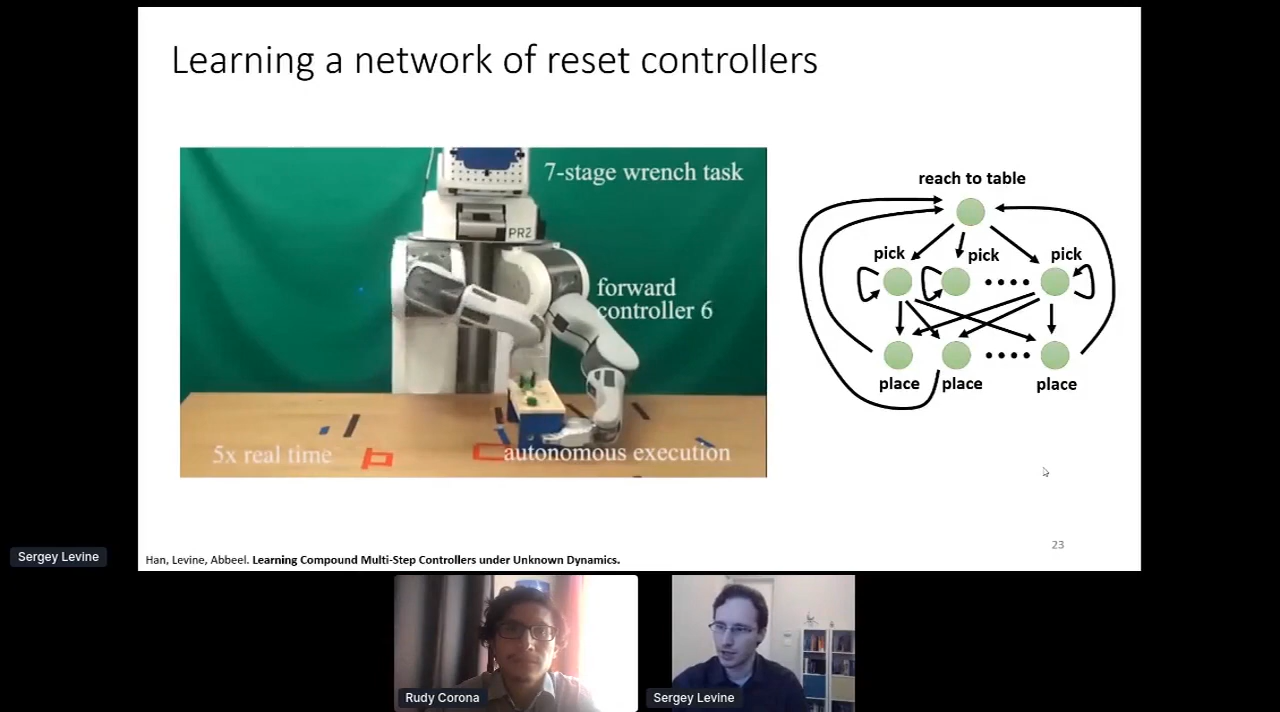 Learning a network of reset controllers
7-stage wrench task
PR2
forward
controller 6
5x real time
autonomous execution
reach to table
pick
pick
pick
place
place
place
23
Sergey Levine
Han, Levine, Abbeel. Learning Compound Multi-Step Controllers under Unknown Dynamics.
Rudy Corona
Sergey Levine